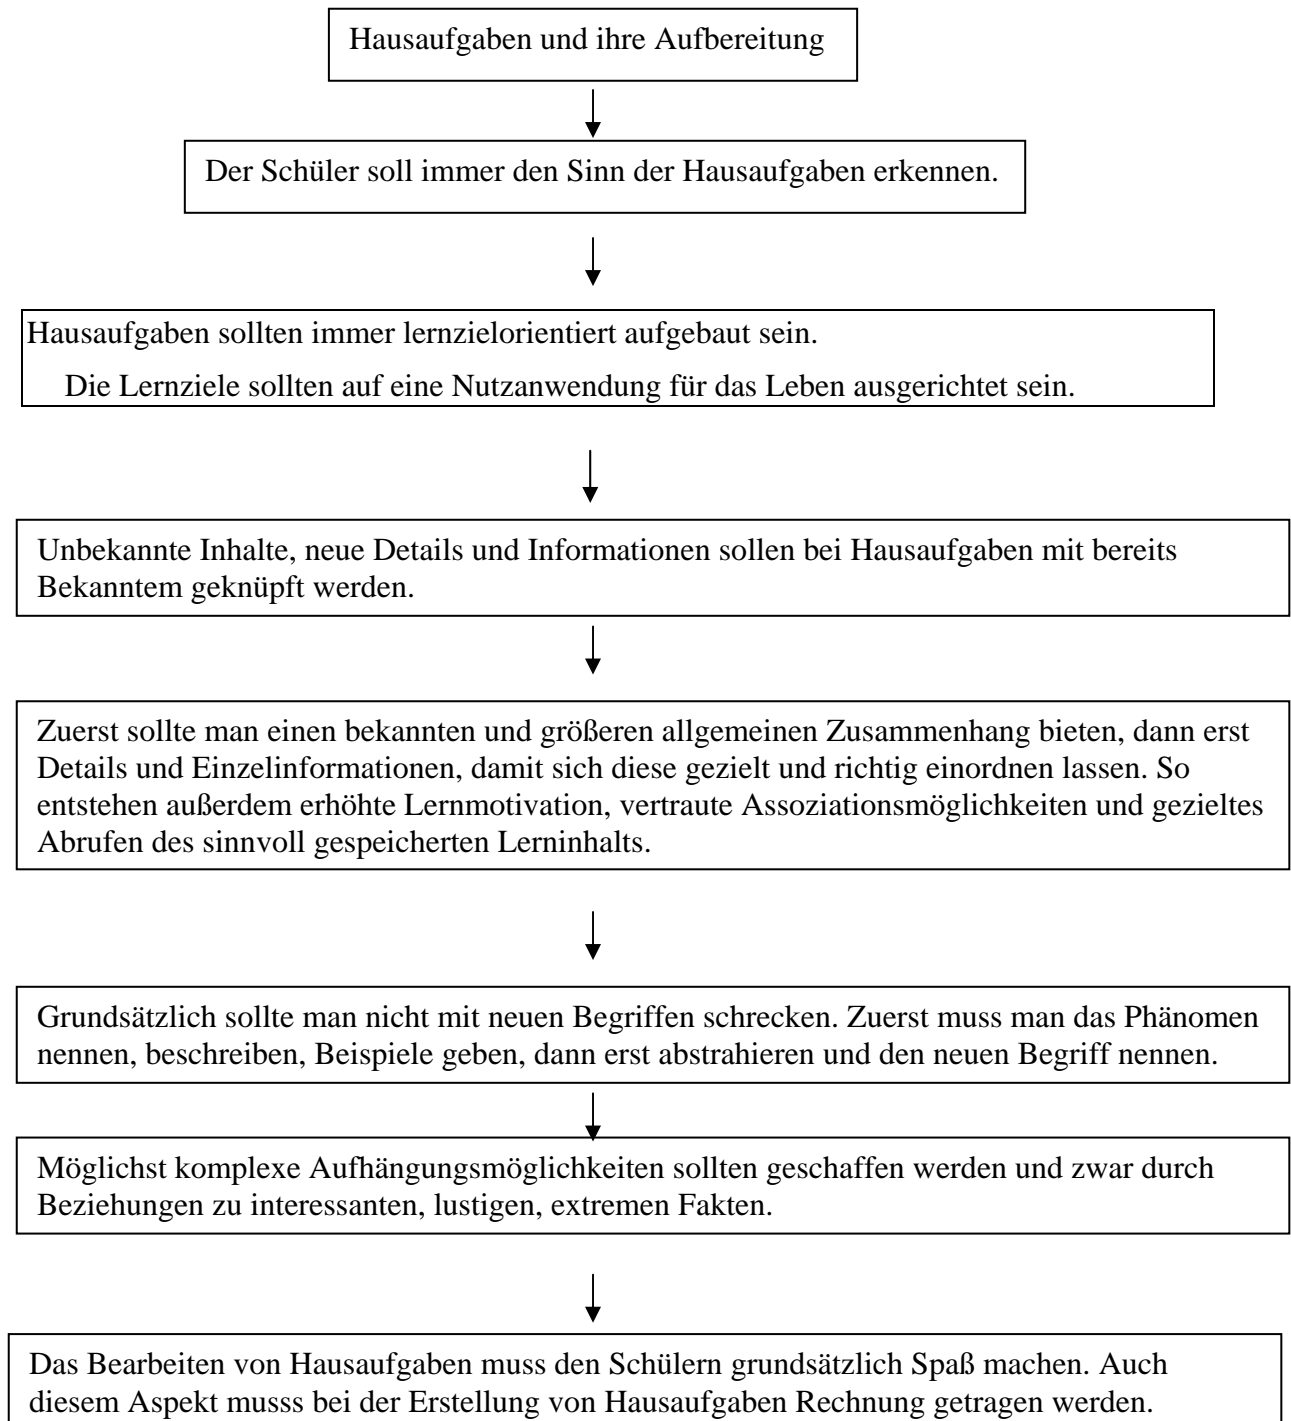 Hausaufgaben und ihre Aufbereitung
Der Schüler soll immer den Sinn der Hausaufgaben erkennen.
Hausaufgaben sollten immer lernzielorientiert aufgebaut sein.
Die Lernziele sollten auf eine Nutzanwendung für das Leben ausgerichtet sein.
Unbekannte Inhalte, neue Details und Informationen sollen bei Hausaufgaben mit bereits
Bekanntem geknüpft werden.
Zuerst sollte man einen bekannten und größeren allgemeinen Zusammenhang bieten, dann erst
Details und Einzelinformationen, damit sich diese gezielt und richtig einordnen lassen. So
entstehen außerdem erhöhte Lernmotivation, vertraute Assoziationsmöglichkeiten und gezieltes
Abrufen des sinnvoll gespeicherten Lerninhalts.
Grundsätzlich sollte man nicht mit neuen Begriffen schrecken. Zuerst muss man das Phänomen
nennen, beschreiben, Beispiele geben, dann erst abstrahieren und den neuen Begriff nennen.
Möglichst komplexe Aufhängungsmöglichkeiten sollten geschaffen werden und zwar durch
Beziehungen zu interessanten, lustigen, extremen Fakten.
Das Bearbeiten von Hausaufgaben muss den Schülern grundsätzlich Spaß machen. Auch
diesem Aspekt musss bei der Erstellung von Hausaufgaben Rechnung getragen werden.